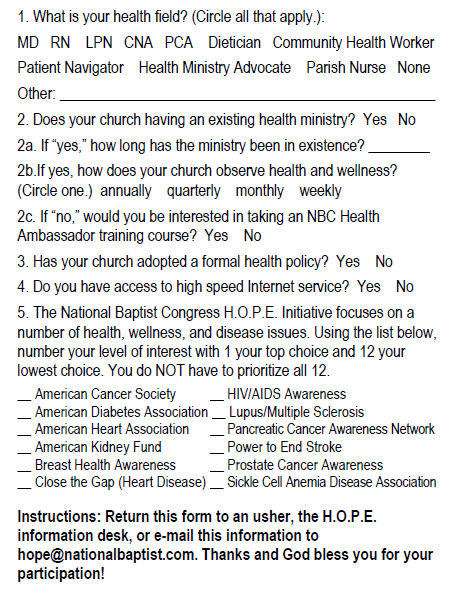 1. What is your health field? (Circle all that apply.):
MD RN LPN CNA PCA Dietician Community Health Worker
Patient Navigator Health Ministry Advocate Parish Nurse None
Other: ____________________________________________
2. Does your church having an existing health ministry? Yes No
2a. If “yes,” how long has the ministry been in existence? _______
2b.If yes, how does your church observe health and wellness?
(Circle one.) annually quarterly monthly weekly
2c. If “no,” would you be interested in taking an NBC Health
Ambassador training course? Yes No
3. Has your church adopted a formal health policy? Yes No
4. Do you have access to high speed Internet service? Yes No
5. The National Baptist Congress H.O.P.E. Initiative focuses on a
number of health, wellness, and disease issues. Using the list below,
number your level of interest with 1 your top choice and 12 your
lowest choice. You do NOT have to prioritize all 12.
__ American Cancer Society __ HIV/AIDS Awareness
__ American Diabetes Association __ Lupus/Multiple Sclerosis
__ American Heart Association __ Pancreatic Cancer Awareness Network
__ American Kidney Fund __ Power to End Stroke
__ Breast Health Awareness __ Prostate Cancer Awareness
__ Close the Gap (Heart Disease) __ Sickle Cell Anemia Disease Association
Instructions: Return this form to an usher, the H.O.P.E.
information desk, or e-mail this information to
hope@nationalbaptist.com. Thanks and God bless you for your
participation!